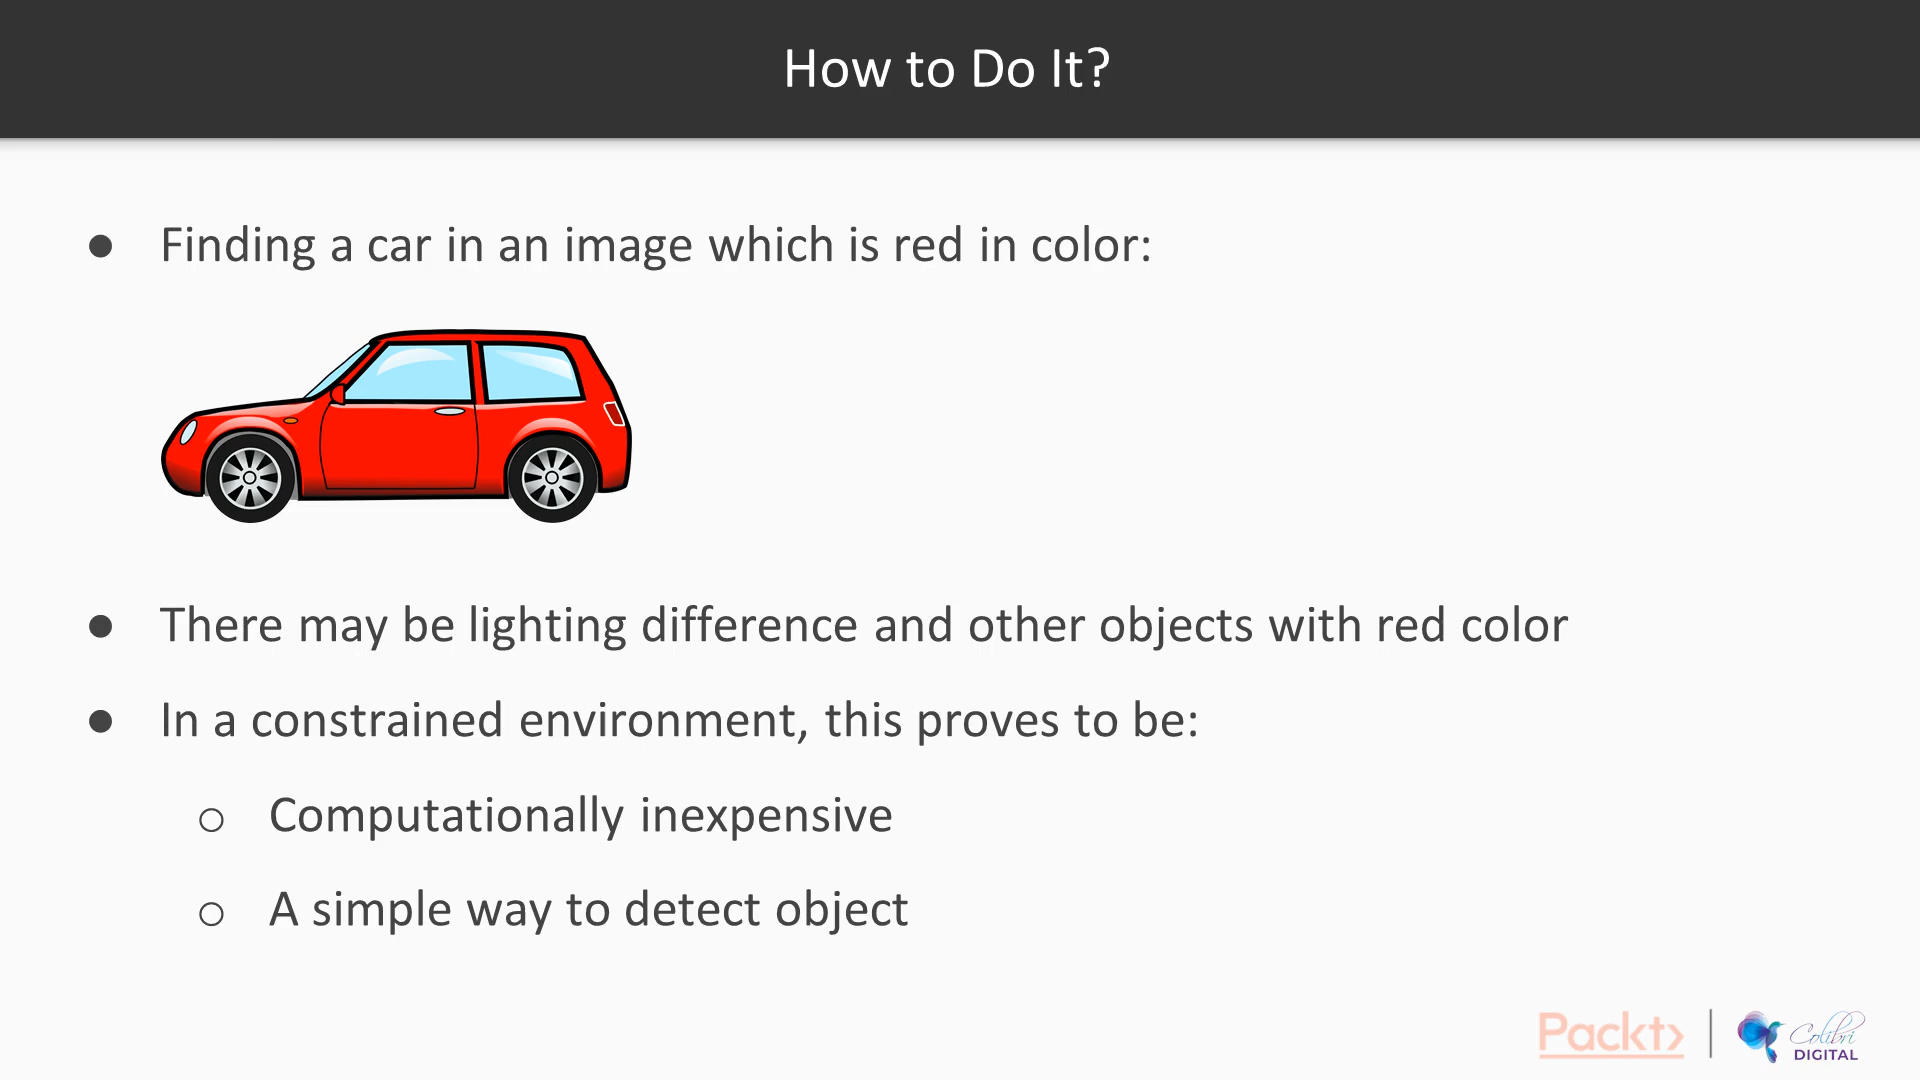 How to Do It?
● Finding a car in an image which is red in color:
● There may be lighting difference and other objects with red color
● In a constrained environment, this proves to be:
○ Computationally inexpensive
○ A simple way to detect object
Packt>
Colibri
DIGITAL